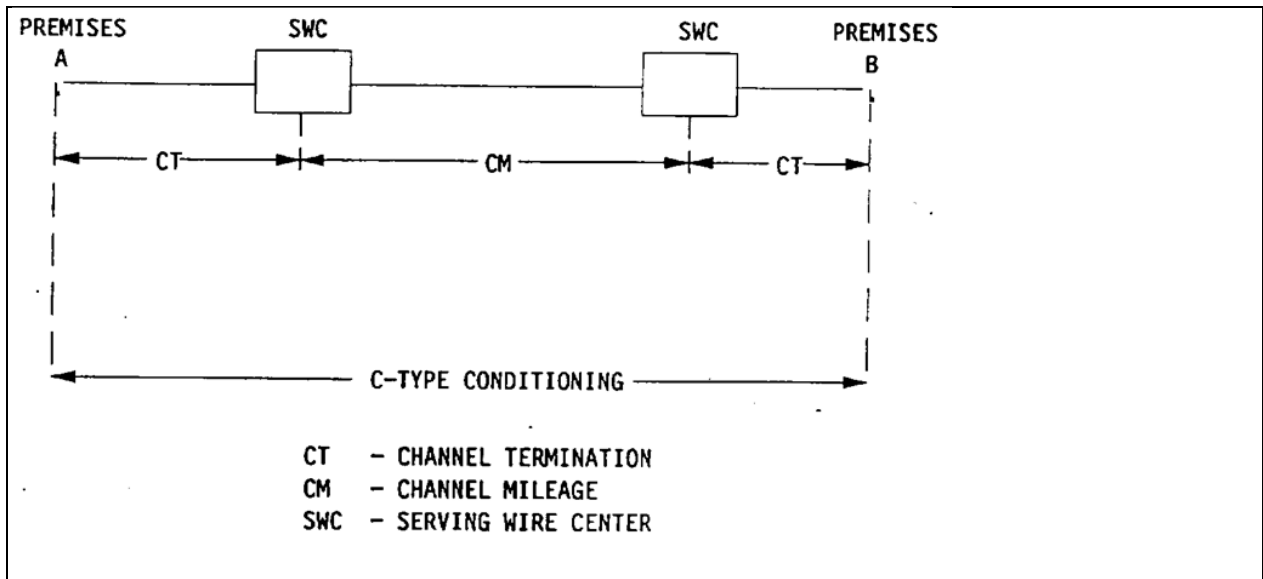 PREMISES SWC SWC PREMISES
A B
CT CM CT
C-TYPE CONDITIONING
CT - CHANNEL TERMINATION
CM - CHANNEL MILEAGE
SWC - SERVING WIRE CENTER